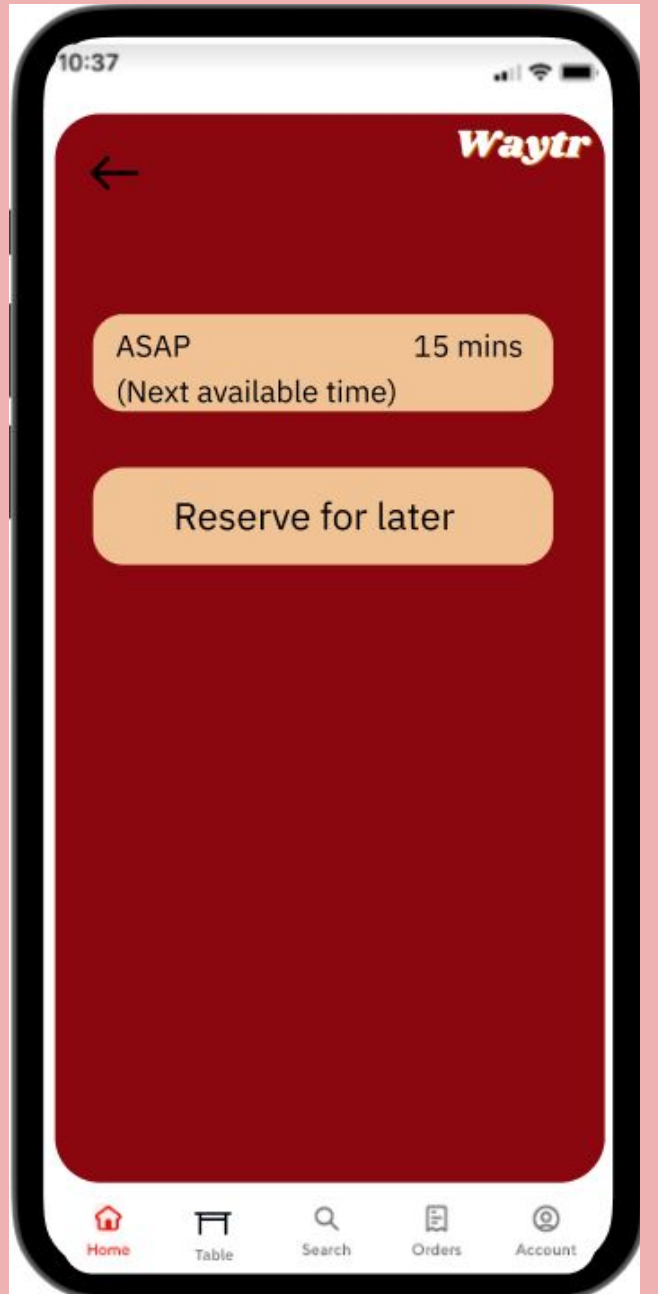 10:37
Waytr
ASAP 15 mins
(Next available time)
Reserve for later
Home Table Search Orders Account